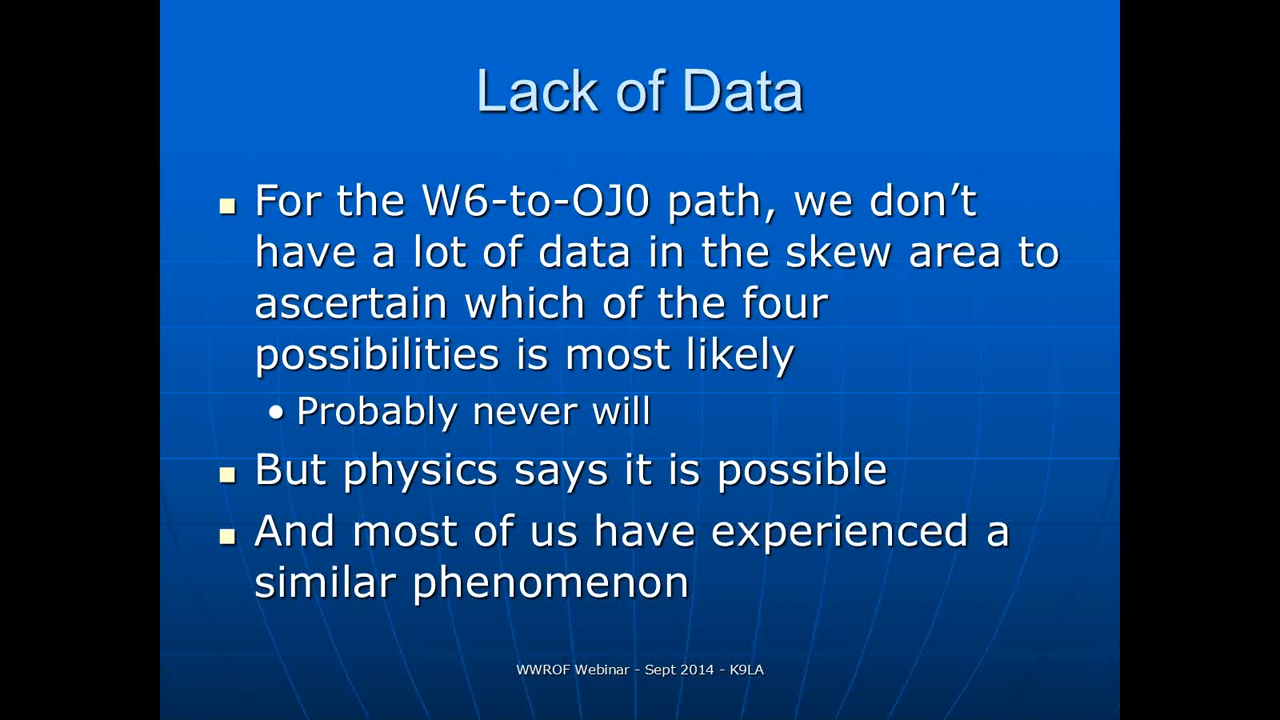 Lack of Data
For the W6-to-OJ0 path, we don’t
have a lot of data in the skew area to
ascertain which of the four
possibilities is most likely
• Probably never will
But physics says it is possible
And most of us have experienced a
similar phenomenon
WWROF Webinar - Sept 2014 - K9LA